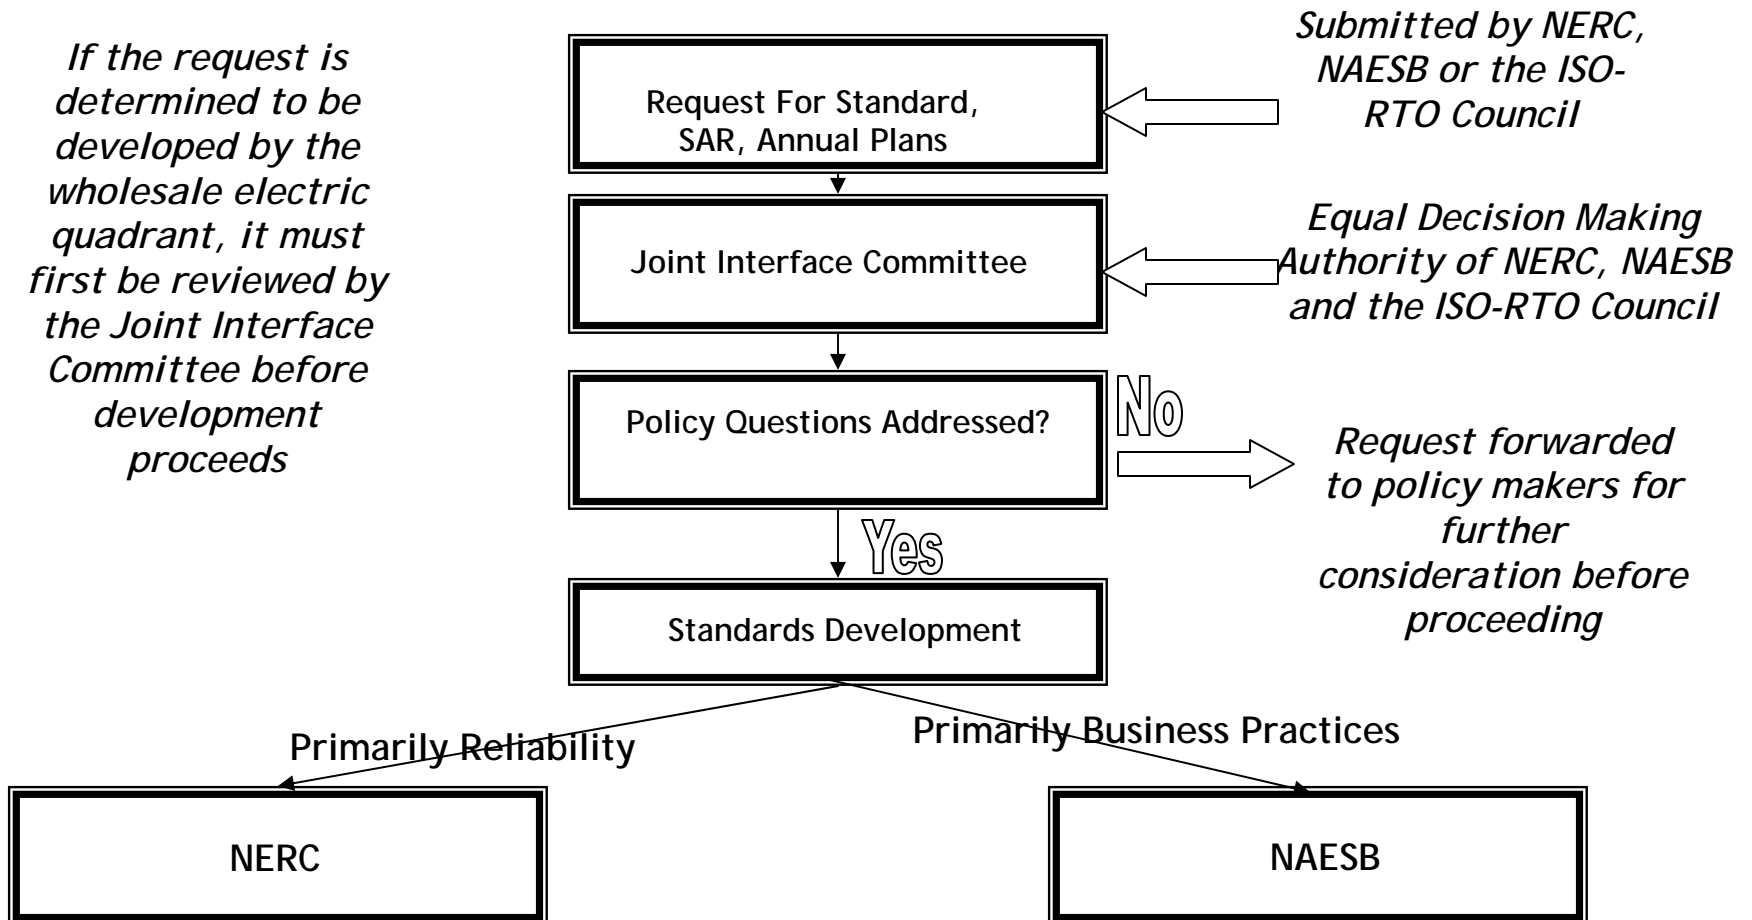 If the request is
determined to be
developed by the
wholesale electric
quadrant, it must
first be reviewed by
the Joint Interface
Committee before
development
proceeds
Request For Standard,
SAR, Annual Plans
Submitted by NERC,
NAESB or the ISO-
RTO Council
Joint Interface Committee
Equal Decision Making
Authority of NERC, NAESB
and the ISO-RTO Council
Policy Questions Addressed?
No
Request forwarded
to policy makers for
further
consideration before
proceeding
Yes
Standards Development
Primarily Reliability
Primarily Business Practices
NERC
NAESB